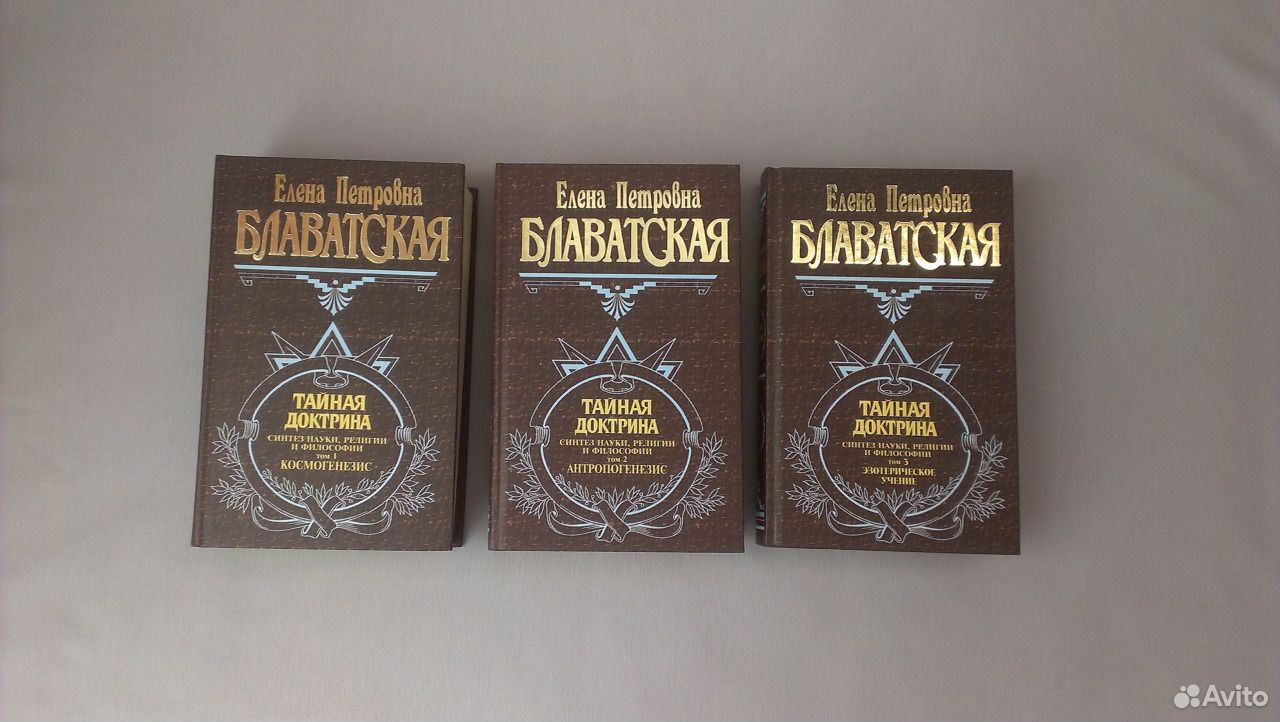 Елена Петровна
БЛАВАТСКАЯ
ТАЙНАЯ
ДОКТРИНА
СИНТЕЗ НАУКИ, РЕЛИГИИ
И ФИЛОСОФИИ
ТОМ 1
КОСМОГЕНЕЗИС
Елена Петровна
БЛАВАТСКАЯ
ТАЙНАЯ
ДОКТРИНА
СИНТЕЗ НАУКИ, РЕЛИГИИ
И ФИЛОСОФИИ
ТОМ 2
АНТРОПОГЕНЕЗИС
Елена Петровна
БЛАВАТСКАЯ
ТАЙНАЯ
ДОКТРИНА
СИНТЕЗ НАУКИ, РЕЛИГИИ
И ФИЛОСОФИИ
ТОМ 3
ЭЗОТЕРИЧЕСКОЕ
УЧЕНИЕ
Avito